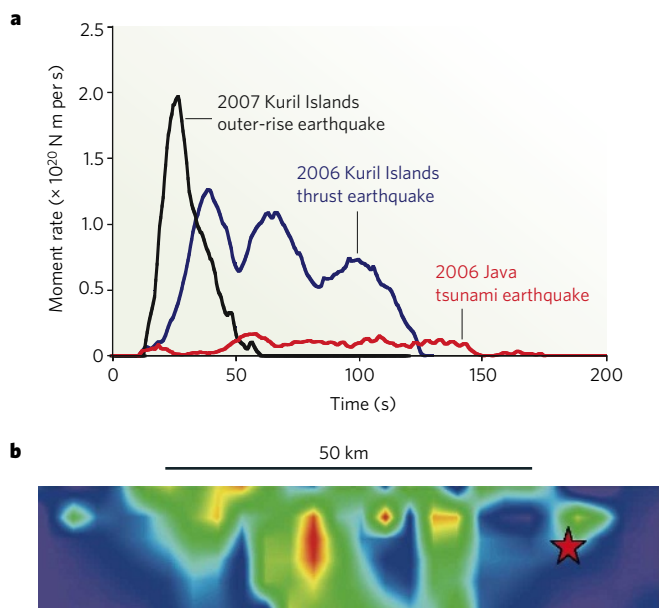 a
2.5
2.0
1.5
1.0
0.5
0
Moment rate (× 10²⁰ N m per s)
2007 Kuril Islands
outer-rise earthquake
2006 Kuril Islands
thrust earthquake
2006 Java
tsunami earthquake
0 50 100 150 200
Time (s)
b
50 km